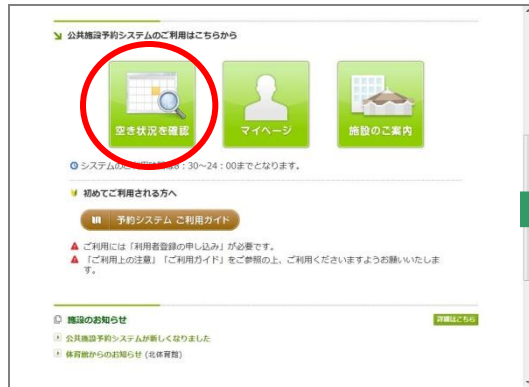 公共施設予約システムのご利用はこちらから
空き状況を確認
マイページ
施設のご案内
システムのご利用時間は8：30～24：00までとなります。
初めてご利用される方へ
予約システム ご利用ガイド
ご利用には「利用者登録の申し込み」が必要です。
「ご利用上の注意」「ご利用ガイド」をご参照の上、ご利用くださいますようお願いいたしま
す。
施設のお知らせ
詳細はこちら
公共施設予約システムが新しくなりました
体育館からのお知らせ (北体育館)